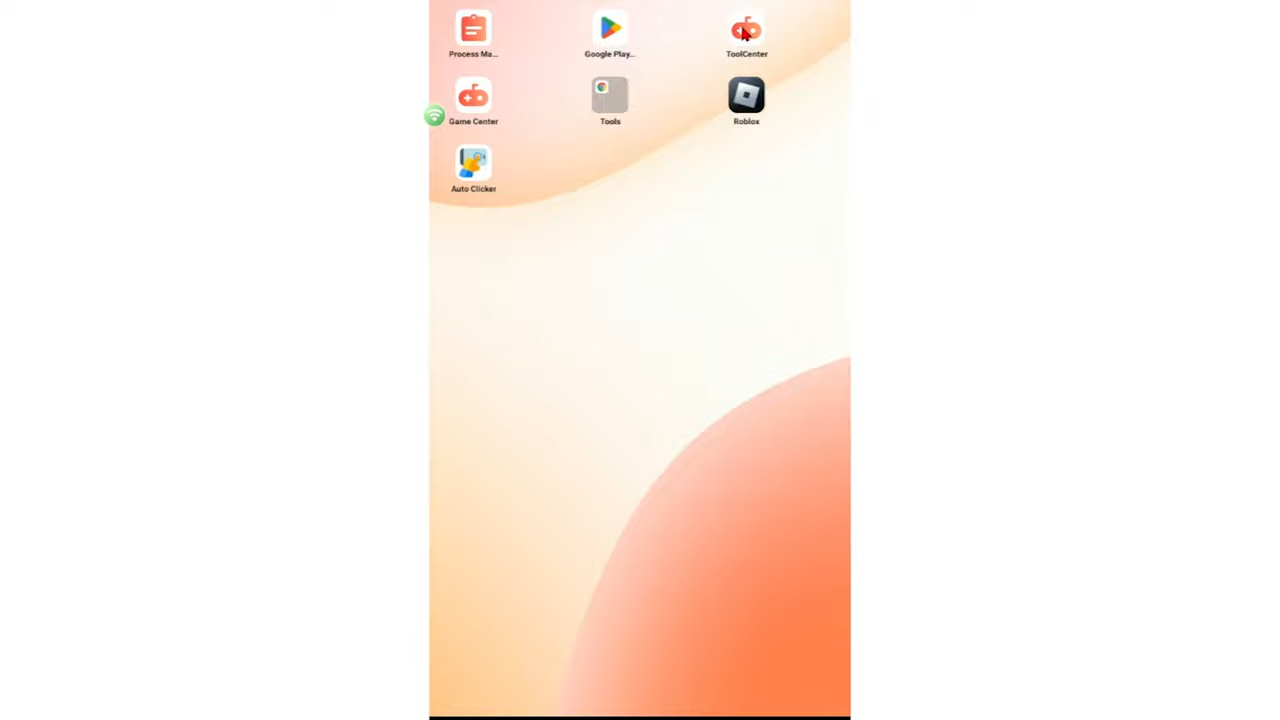 Process Ma...
Google Play...
ToolCenter
Game Center
Tools
Roblox
Auto Clicker